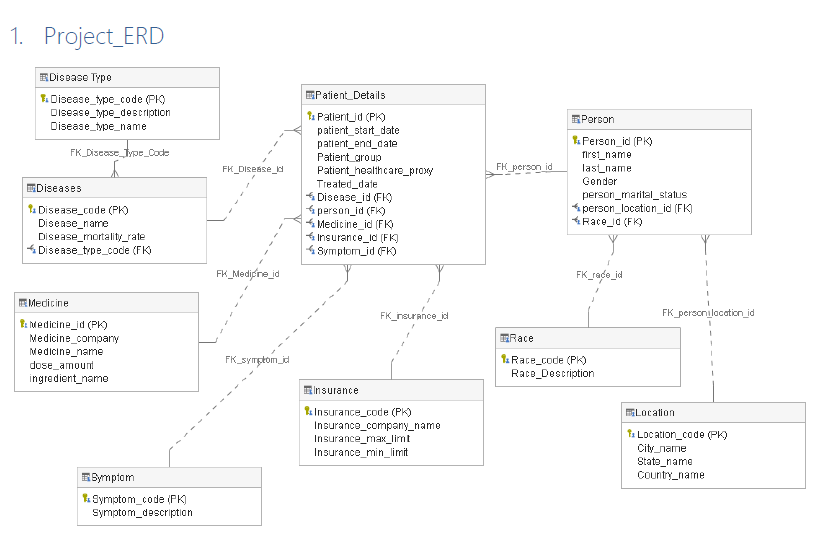 1. Project_ERD
Disease Type
Disease_type_code (PK)
Disease_type_description
Disease_type_name
FK_Disease_Type_Code
Diseases
Disease_code (PK)
Disease_name
Disease_mortality_rate
Disease_type_code (FK)
Patient_Details
Patient_id (PK)
patient_start_date
patient_end_date
Patient_group
Patient_healthcare_proxy
Treated_date
Disease_id (FK)
person_id (FK)
Medicine_id (FK)
Insurance_id (FK)
Symptom_id (FK)
FK_Disease_id
FK_person_id
Person
Person_id (PK)
first_name
last_name
Gender
person_marital_status
person_location_id (FK)
Race_id (FK)
FK_Medicine_id
FK_race_id
FK_person_location_id
Medicine
Medicine_id (PK)
Medicine_company
Medicine_name
dose_amount
ingredient_name
FK_insurance_id
FK_symptom_id
Race
Race_code (PK)
Race_Description
Insurance
Insurance_code (PK)
Insurance_company_name
Insurance_max_limit
Insurance_min_limit
Location
Location_code (PK)
City_name
State_name
Country_name
Symptom
Symptom_code (PK)
Symptom_description